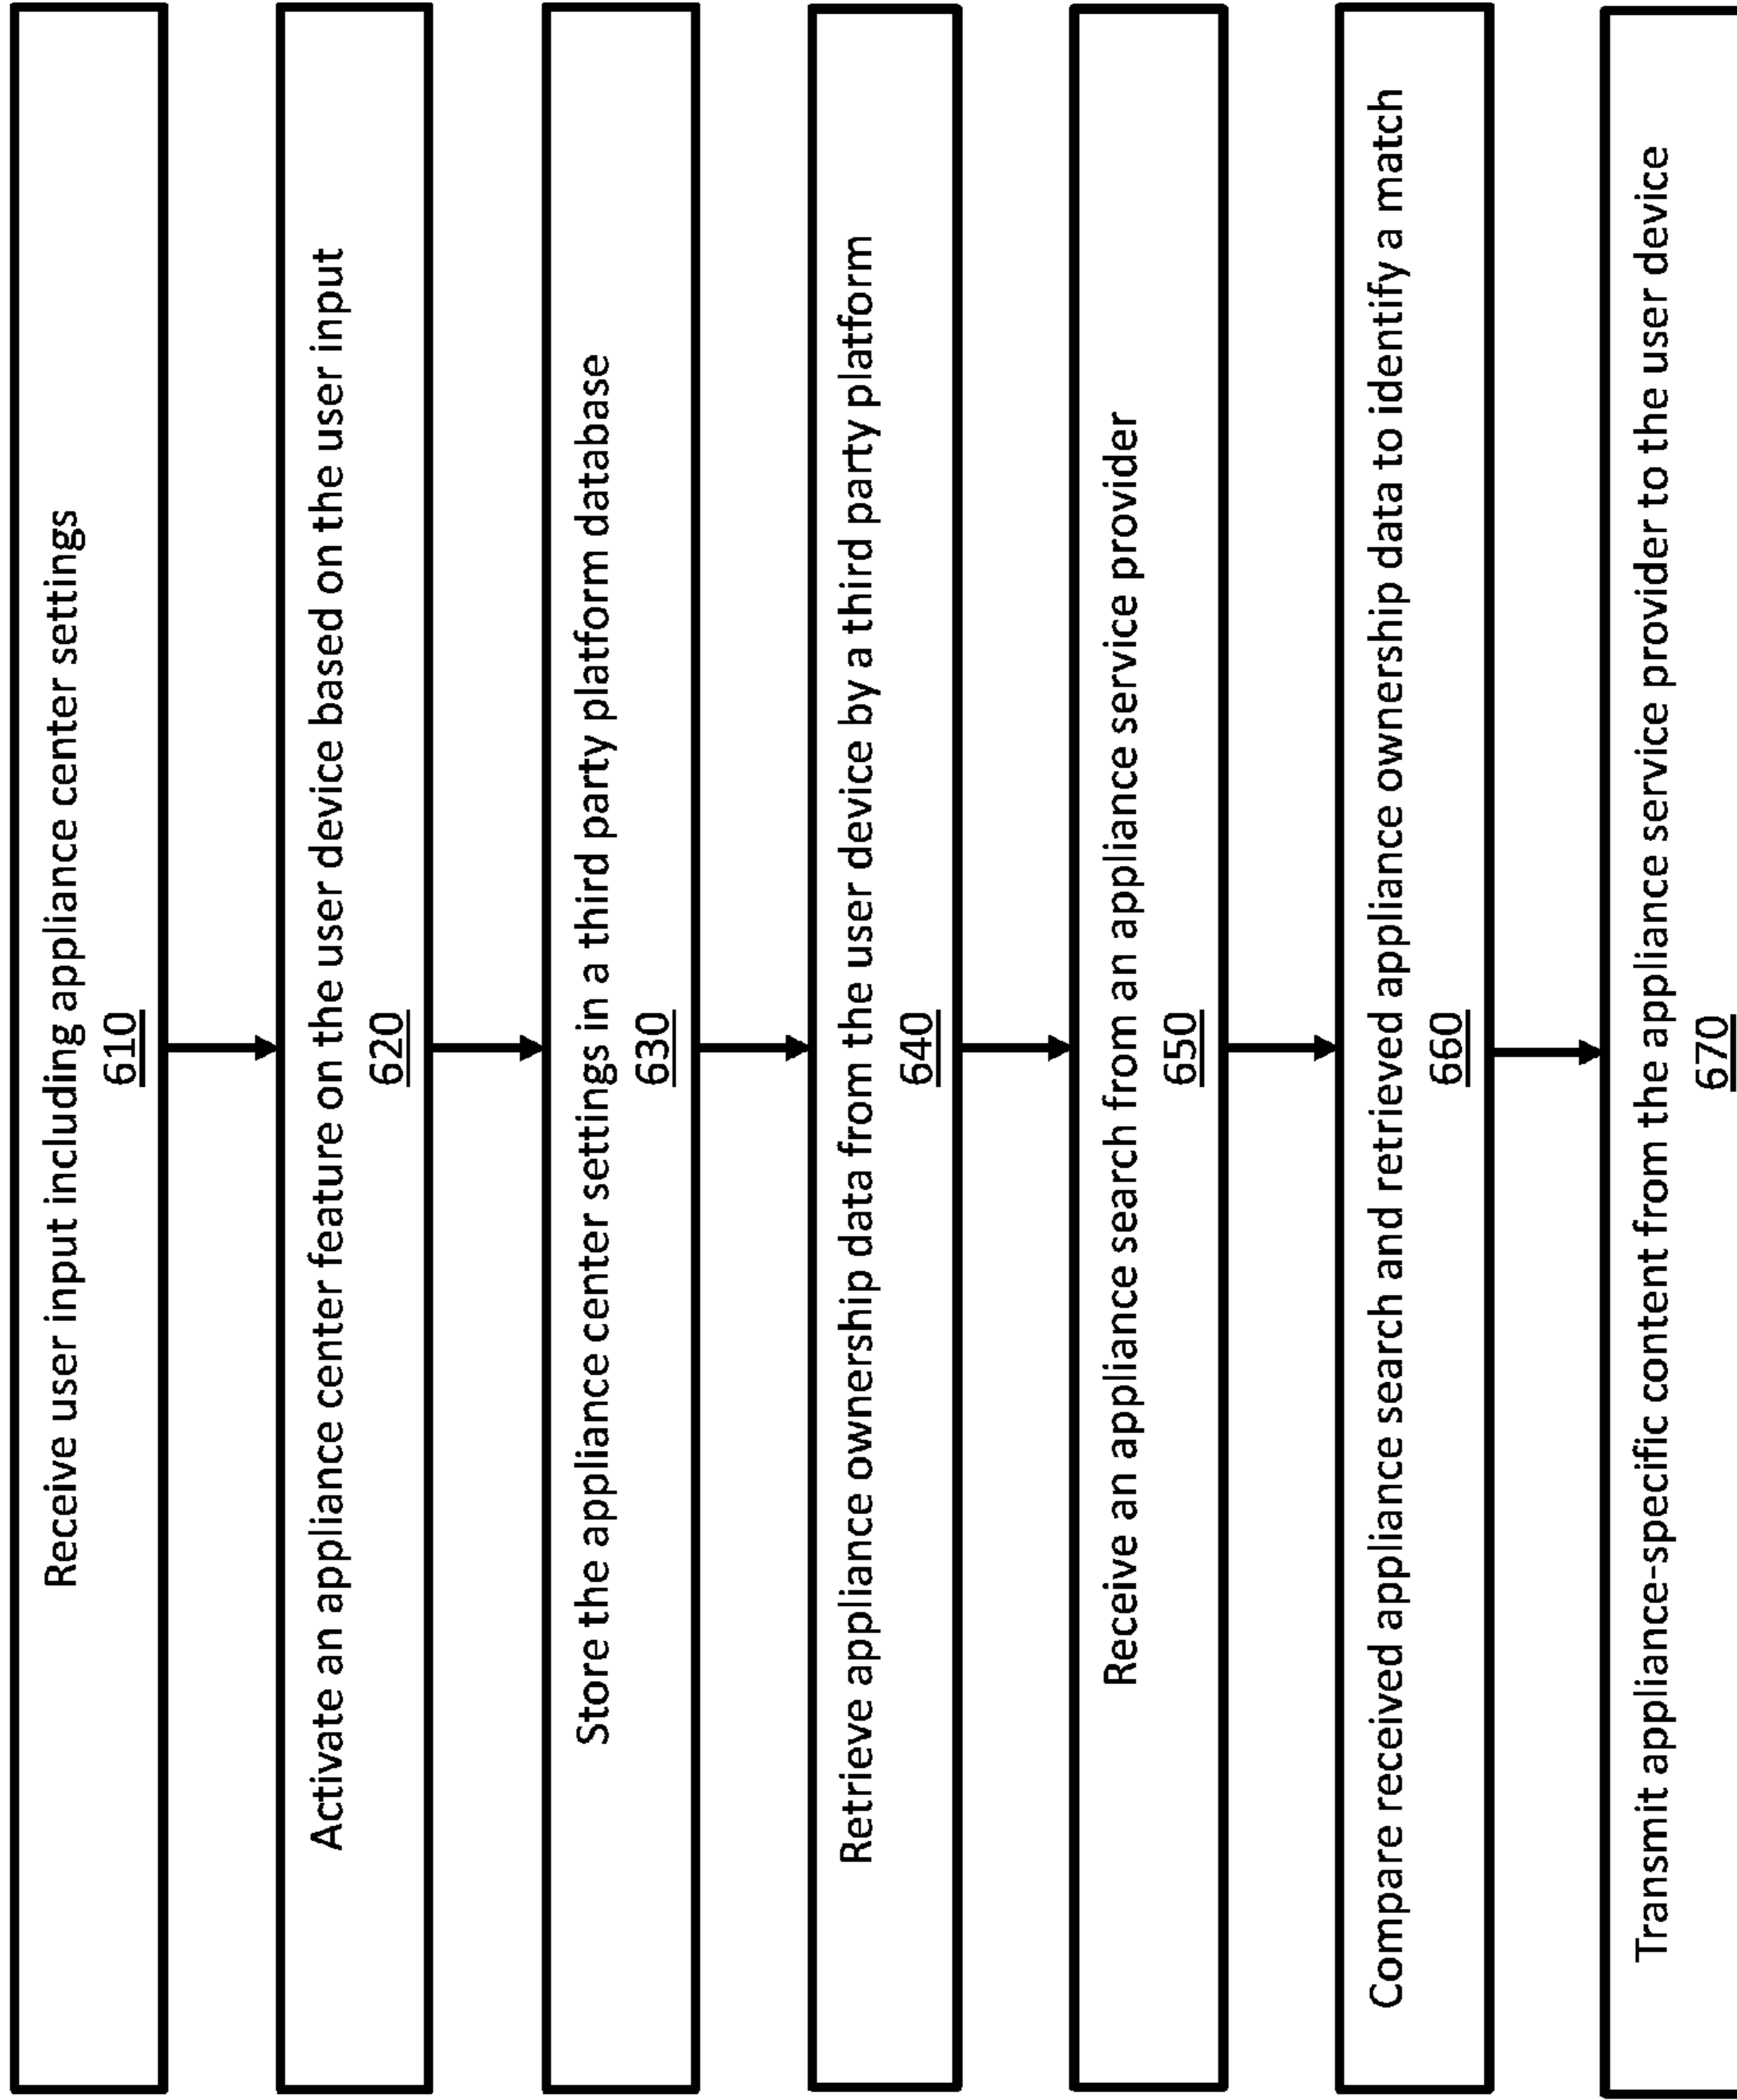 Receive user input including appliance center settings
610
Activate an appliance center feature on the user device based on the user input
620
Store the appliance center settings in a third party platform database
630
Retrieve appliance ownership data from the user device by a third party platform
640
Receive an appliance search from an appliance service provider
650
Compare received appliance search and retrieved appliance ownership data to identify a match
660
Transmit appliance-specific content from the appliance service provider to the user device
670